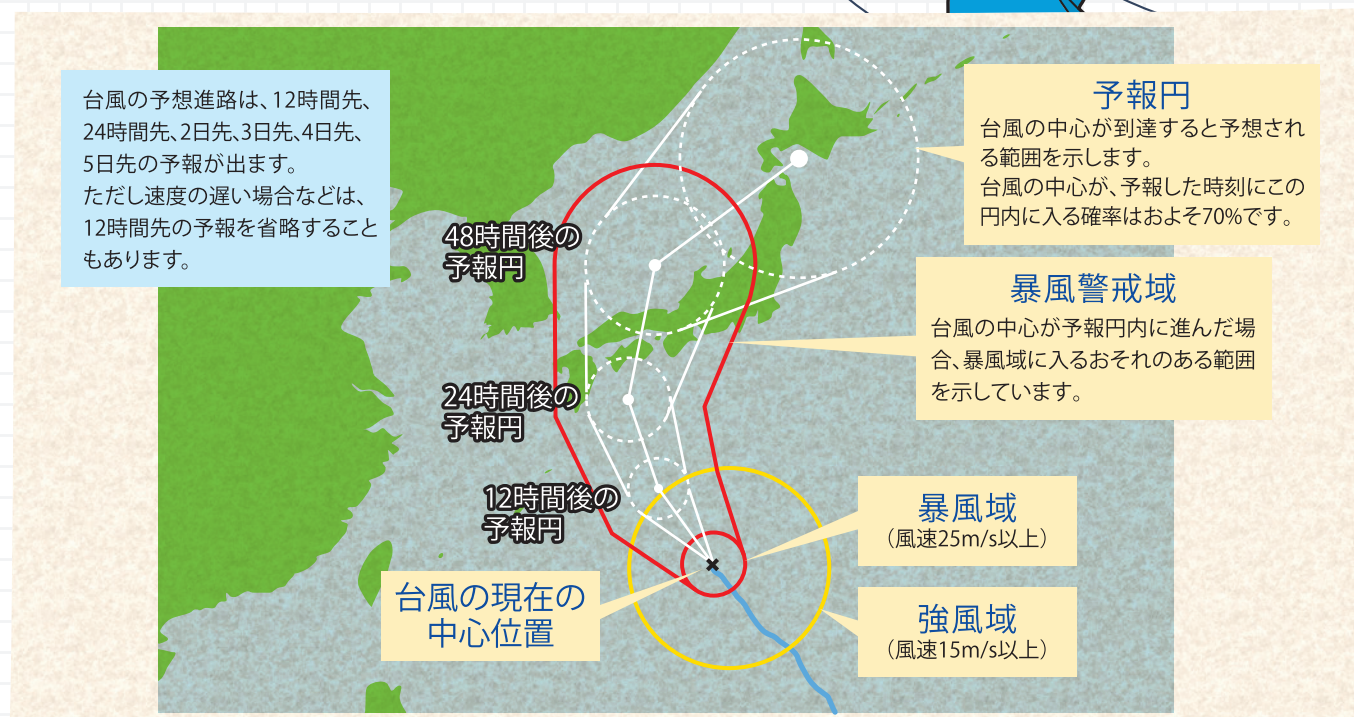 台風の予想進路は、12時間先、
24時間先、2日先、3日先、4日先、
5日先の予報が出ます。
ただし速度の遅い場合などは、
12時間先の予報を省略すること
もあります。
予報円
台風の中心が到達すると予想され
る範囲を示します。
台風の中心が、予報した時刻にこの
円内に入る確率はおよそ70%です。
48時間後の
予報円
暴風警戒域
台風の中心が予報円内に進んだ場
合、暴風域に入るおそれのある範囲
を示しています。
24時間後の
予報円
12時間後の
予報円
暴風域
（風速25m/s以上）
台風の現在の
中心位置
強風域
（風速15m/s以上）